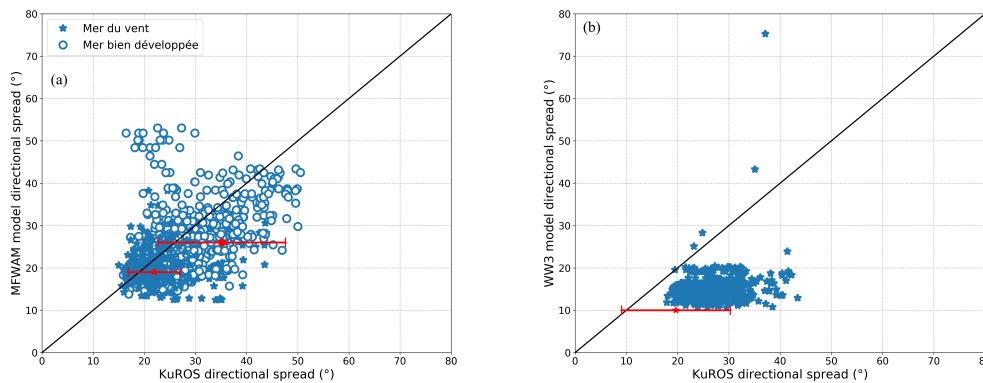 Mer du vent
Mer bien développée
(a)
MFWAM model directional spread (°)
80
70
60
50
40
30
20
10
0
0 10 20 30 40 50 60 70 80
KuROS directional spread (°)
(b)
WW3 model directional spread (°)
80
70
60
50
40
30
20
10
0
0 10 20 30 40 50 60 70 80
KuROS directional spread (°)